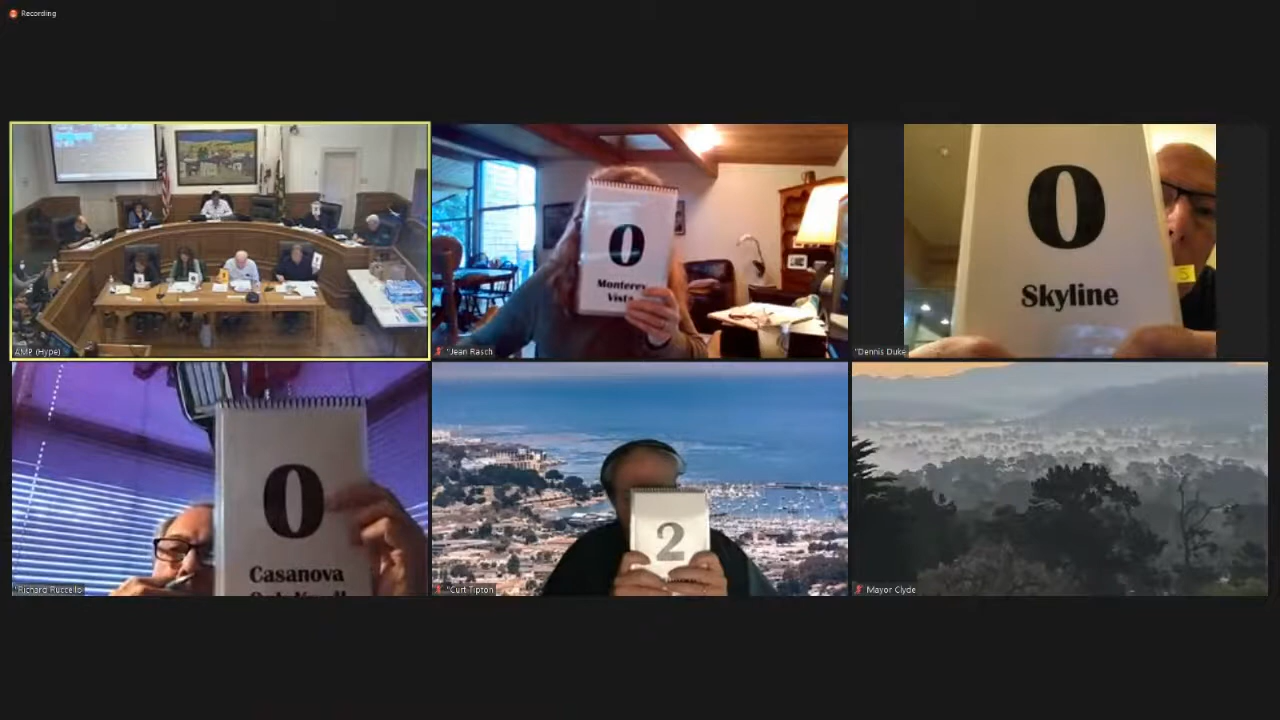 Recording
AMP (Hype)
0
Monterey
Vista
"Jean Rasch
0
Skyline
"Dennis Duke
0
Casanova
"Richard Ruccello
2
"Curt Tipton
Mayor Clyde